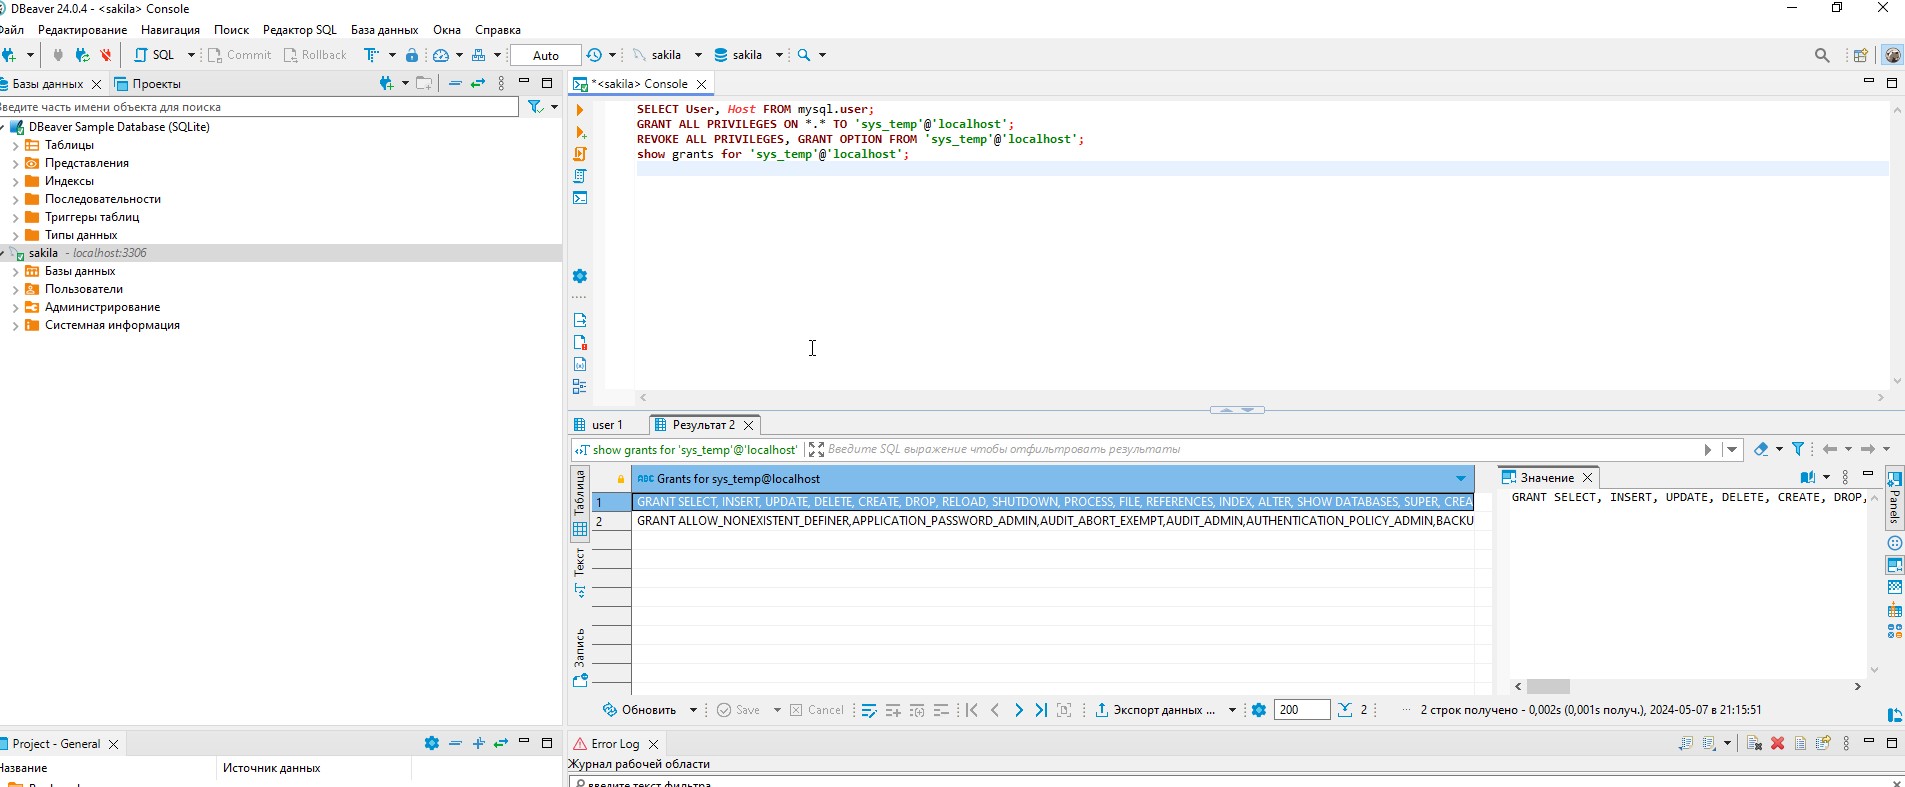 DBeaver 24.0.4 - <sakila> Console
Файл Редактирование Навигация Поиск Редактор SQL База данных Окна Справка
SQL Commit Rollback Auto sakila sakila
Базы данных Проекты
Введите часть имени объекта для поиска
DBeaver Sample Database (SQLite)
Таблицы
Представления
Индексы
Последовательности
Триггеры таблиц
Типы данных
sakila - localhost:3306
Базы данных
Пользователи
Администрирование
Системная информация
*<sakila> Console
SELECT User, Host FROM mysql.user;
GRANT ALL PRIVILEGES ON *.* TO 'sys_temp'@'localhost';
REVOKE ALL PRIVILEGES, GRANT OPTION FROM 'sys_temp'@'localhost';
show grants for 'sys_temp'@'localhost';
user 1 Результат 2
show grants for 'sys_temp'@'localhost' Введите SQL выражение чтобы отфильтровать результаты
Таблица
Текст
Запись
ABC Grants for sys_temp@localhost
1 GRANT SELECT, INSERT, UPDATE, DELETE, CREATE, DROP, RELOAD, SHUTDOWN, PROCESS, FILE, REFERENCES, INDEX, ALTER, SHOW DATABASES, SUPER, CREA
2 GRANT ALLOW_NONEXISTENT_DEFINER,APPLICATION_PASSWORD_ADMIN,AUDIT_ABORT_EXEMPT,AUDIT_ADMIN,AUTHENTICATION_POLICY_ADMIN,BACKU
Значение
GRANT SELECT, INSERT, UPDATE, DELETE, CREATE, DROP,
Panels
Обновить Save Cancel Экспорт данных ... 200 2 ... 2 строк получено - 0,002s (0,001s получ.), 2024-05-07 в 21:15:51
Project - General
Название Источник данных
Error Log
Журнал рабочей области
введите текст фильтра